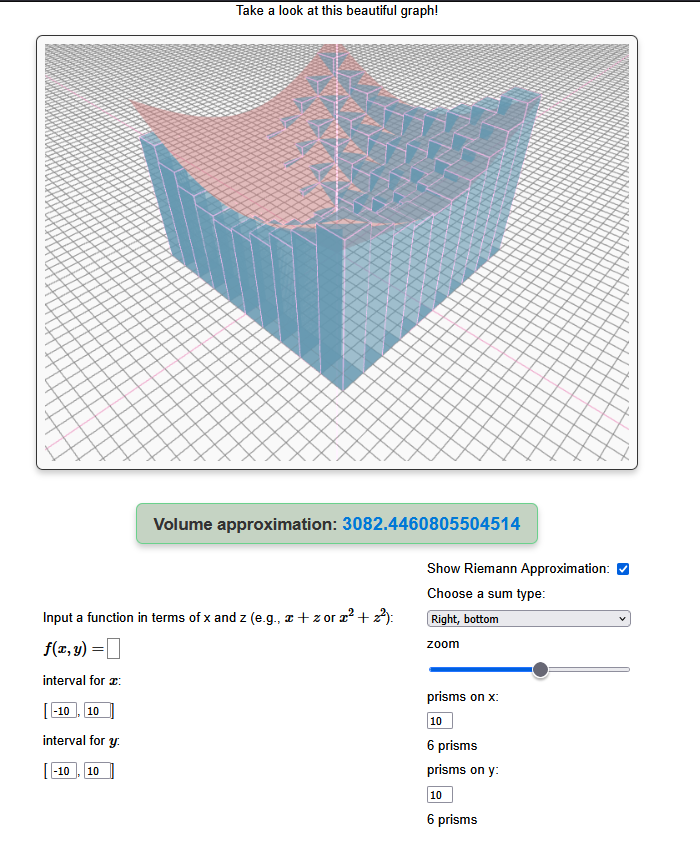 Take a look at this beautiful graph!
Volume approximation: 3082.4460805504514
Show Riemann Approximation:
Choose a sum type:
Input a function in terms of x and z (e.g., x + z or x² + z²):
Right, bottom
f(x, y) =
zoom
interval for x:
[ -10 , 10 ]
prisms on x:
10
interval for y:
6 prisms
[ -10 , 10 ]
prisms on y:
10
6 prisms